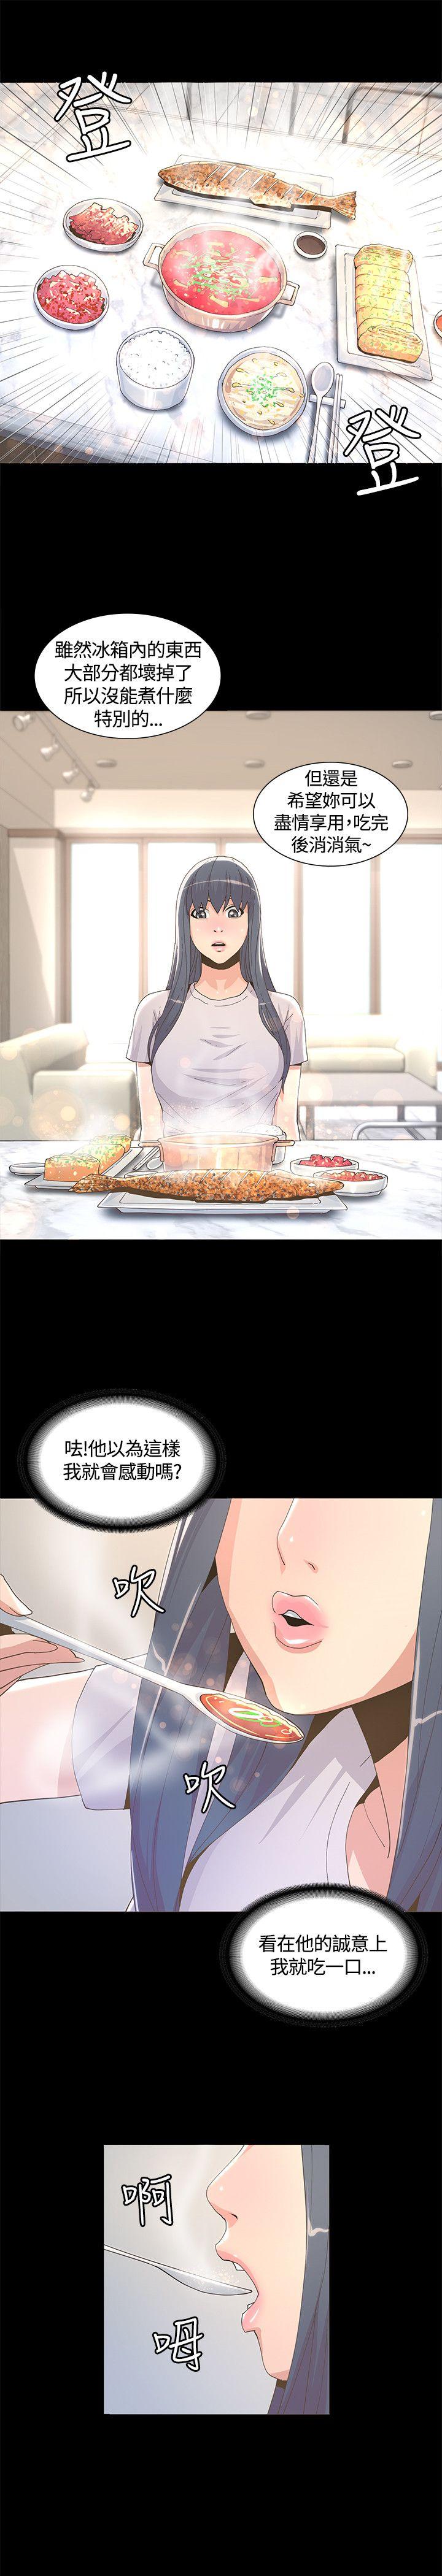 登
登
雖然冰箱內的東西
大部分都壞掉了
所以沒能煮什麼
特別的...
但還是
希望妳可以
盡情享用，吃完
後消消氣~
呿!他以為這樣
我就會感動嗎?
吹
吹
看在他的誠意上
我就吃一口...
啊
呣